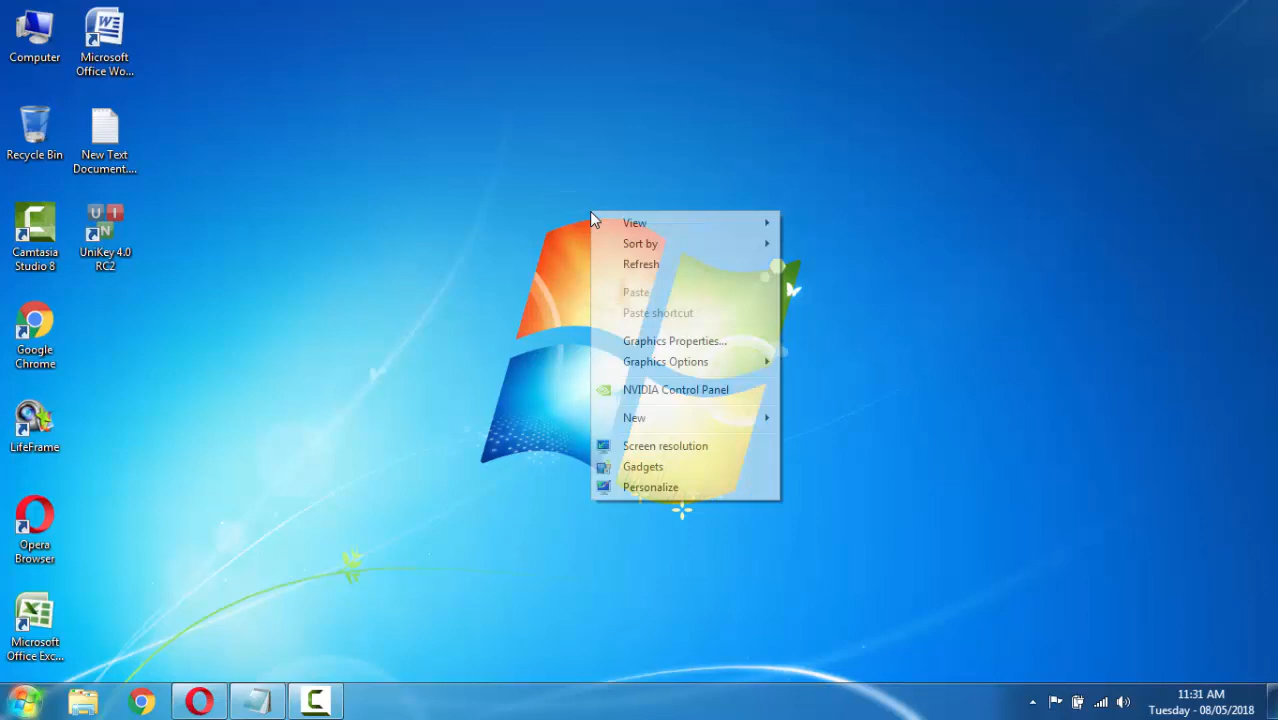 Computer
Microsoft
Office Wo...
Recycle Bin
New Text
Document....
Camtasia
Studio 8
UniKey 4.0
RC2
Google
Chrome
LifeFrame
Opera
Browser
Microsoft
Office Exc...
View
Sort by
Refresh
Paste
Paste shortcut
Graphics Properties...
Graphics Options
NVIDIA Control Panel
New
Screen resolution
Gadgets
Personalize
11:31 AM
Tuesday - 08/05/2018